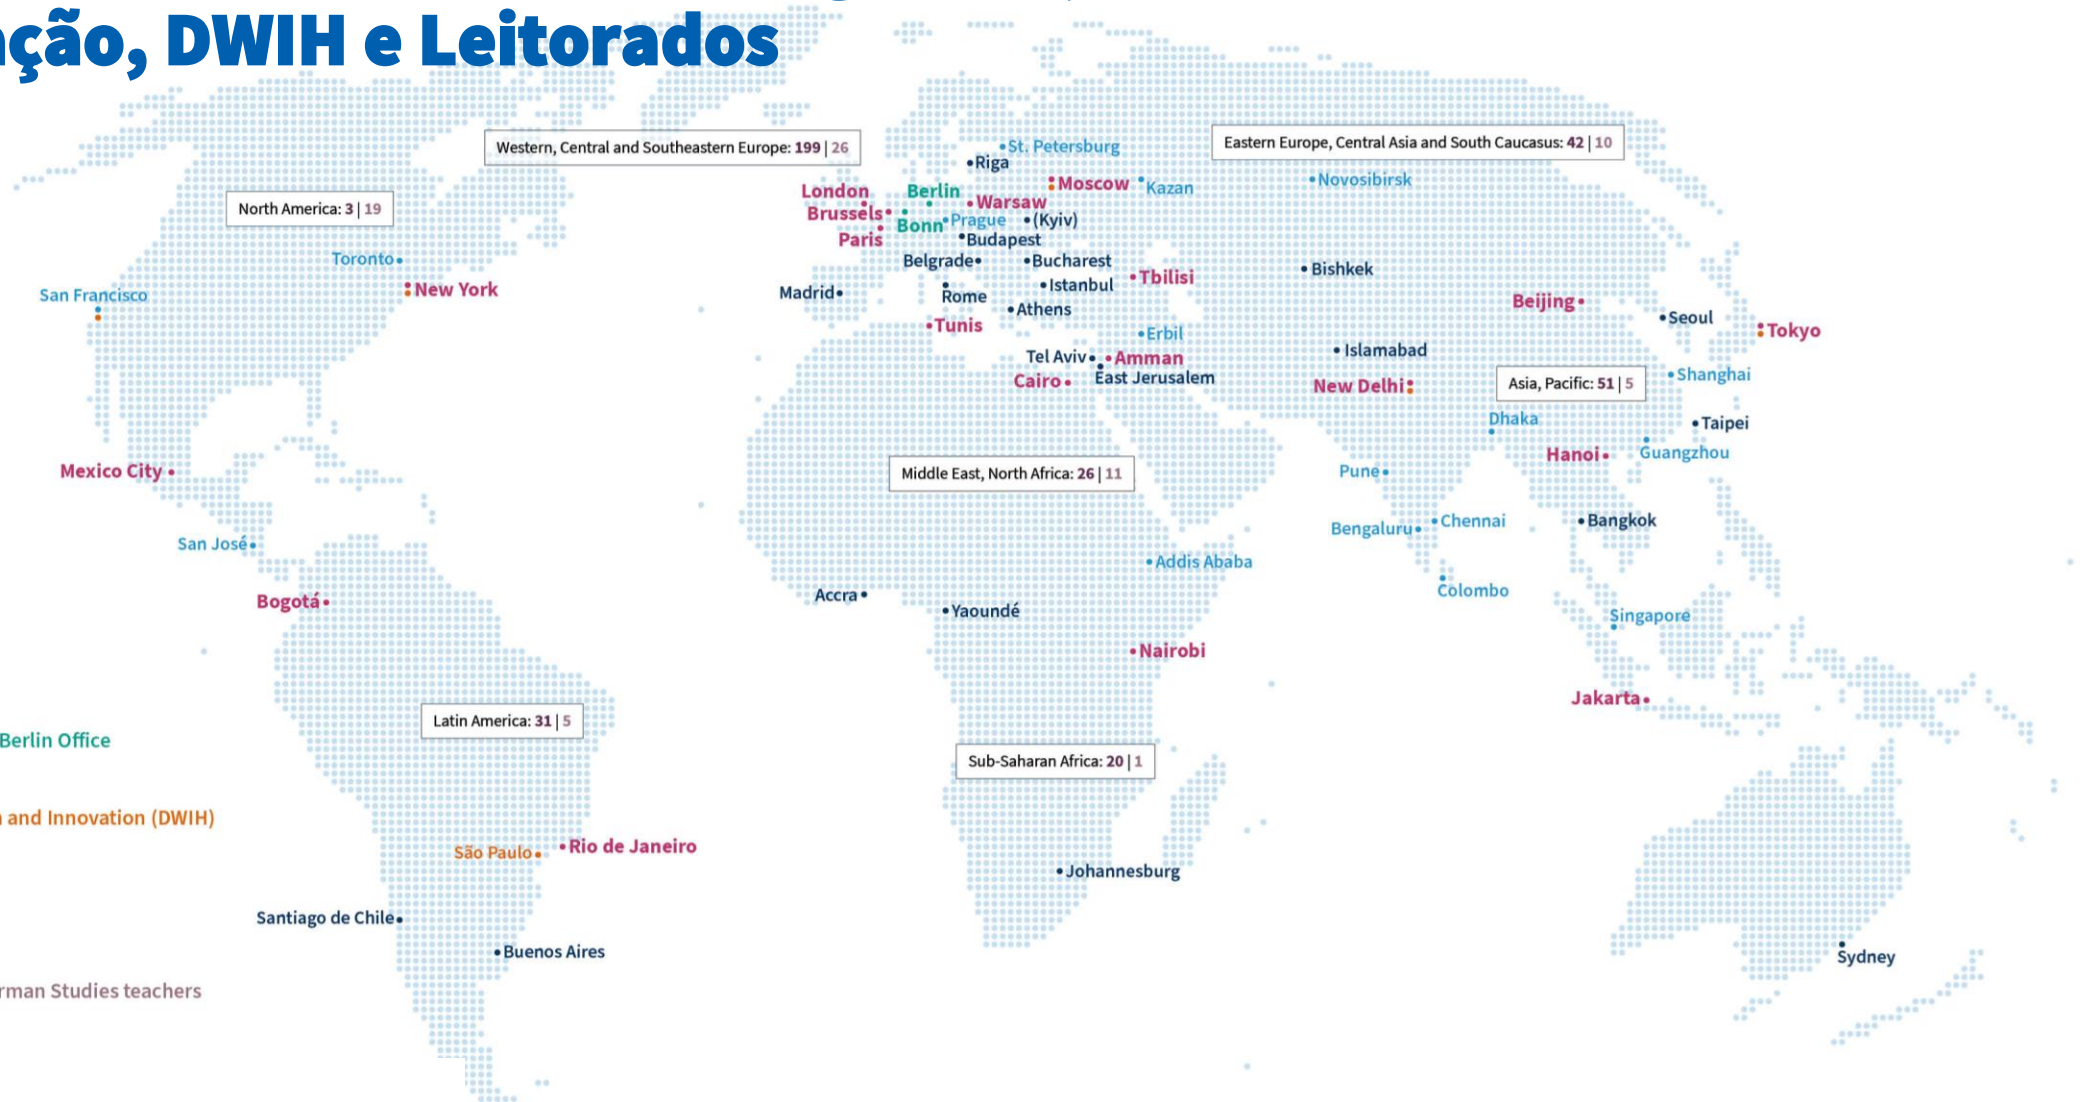 ção, DWIH e Leitorados
Western, Central and Southeastern Europe: 199 | 26
Eastern Europe, Central Asia and South Caucasus: 42 | 10
St. Petersburg
Riga
Moscow
Kazan
Novosibirsk
London
Berlin
Warsaw
North America: 3 | 19
Brussels
Bonn
Prague
(Kyiv)
Paris
Budapest
Toronto
Belgrade
Bucharest
Bishkek
Tbilisi
New York
San Francisco
Madrid
Rome
Istanbul
Athens
Beijing
Seoul
Tokyo
Tunis
Erbil
Tel Aviv
Amman
Islamabad
Cairo
East Jerusalem
New Delhi
Asia, Pacific: 51 | 5
Shanghai
Dhaka
Taipei
Hanoi
Guangzhou
Mexico City
Middle East, North Africa: 26 | 11
Pune
San José
Bengaluru
Chennai
Bangkok
Addis Ababa
Colombo
Bogotá
Accra
Yaoundé
Singapore
Nairobi
Jakarta
Latin America: 31 | 5
Berlin Office
Sub-Saharan Africa: 20 | 1
and Innovation (DWIH)
São Paulo
Rio de Janeiro
Johannesburg
Santiago de Chile
Buenos Aires
Sydney
rman Studies teachers